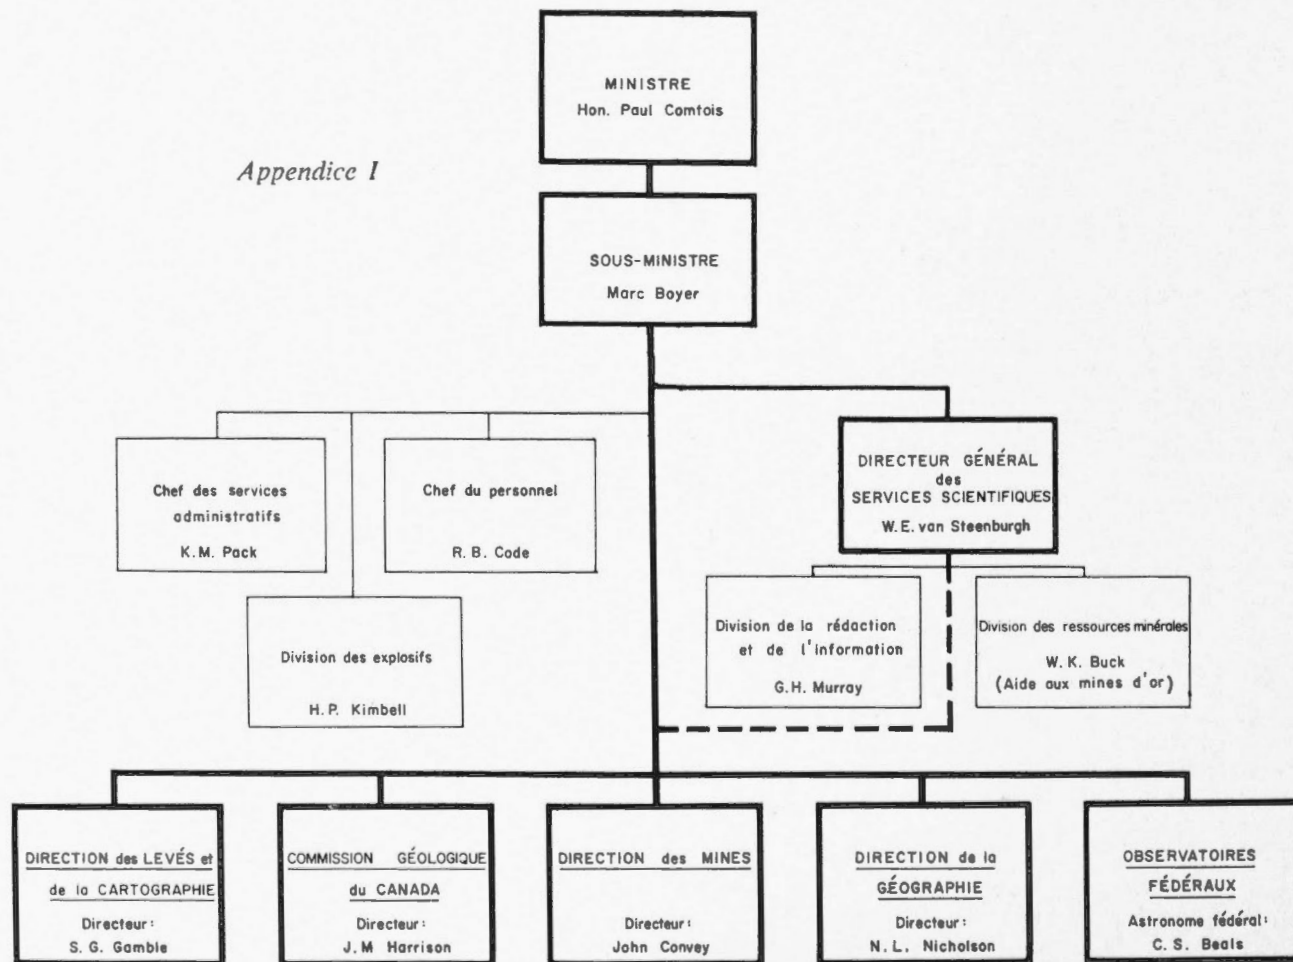 MINISTRE
Hon. Paul Comtois
Appendice I
SOUS-MINISTRE
Marc Boyer
Chef des services
administratifs
K.M. Pack
Chef du personnel
R.B. Code
Division des explosifs
H.P. Kimbell
DIRECTEUR GÉNÉRAL
des
SERVICES SCIENTIFIQUES
W.E. van Steenburgh
Division de la rédaction
et de l'information
G.H. Murray
Division des ressources minérales
W.K. Buck
(Aide aux mines d'or)
DIRECTION des LEVÉS et
de la CARTOGRAPHIE
Directeur:
S.G. Gamble
COMMISSION GÉOLOGIQUE
du CANADA
Directeur:
J.M Harrison
DIRECTION des MINES
Directeur:
John Convey
DIRECTION de la
GÉOGRAPHIE
Directeur:
N.L. Nicholson
OBSERVATOIRES
FÉDÉRAUX
Astronome fédéral:
C.S. Beals